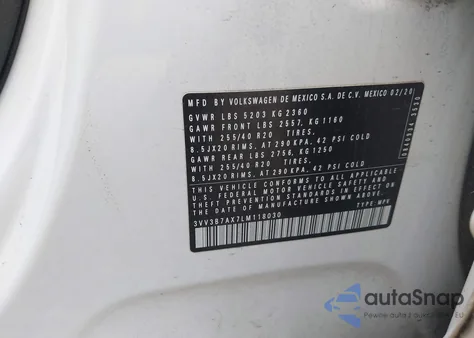 MFD BY VOLKSWAGEN DE MEXICO S.A. DE C.V. MEXICO 02/20
GVWR LBS 5203 KG 2360
GAWR FRONT LBS 2557, KG1160
WITH 255/40 R20 TIRES.
8.5JX20 RIMS. AT 290 KPA. 42 PSI COLD
GAWR REAR LBS 2756, KG 1250
WITH 255/40 R20 TIRES.
8.5JX20 RIMS. AT 290 KPA. 42 PSI COLD
THIS VEHICLE CONFORMS TO ALL APPLICABLE
U.S. FEDERAL MOTOR VEHICLE SAFETY AND
THEFT PREVENTION STANDARDS IN EFFECT
ON THE DATE OF MANUFACTURE SHOWN ABOVE.
3VV3B7AX7LM118030 TYPE: MPV
autoSnap